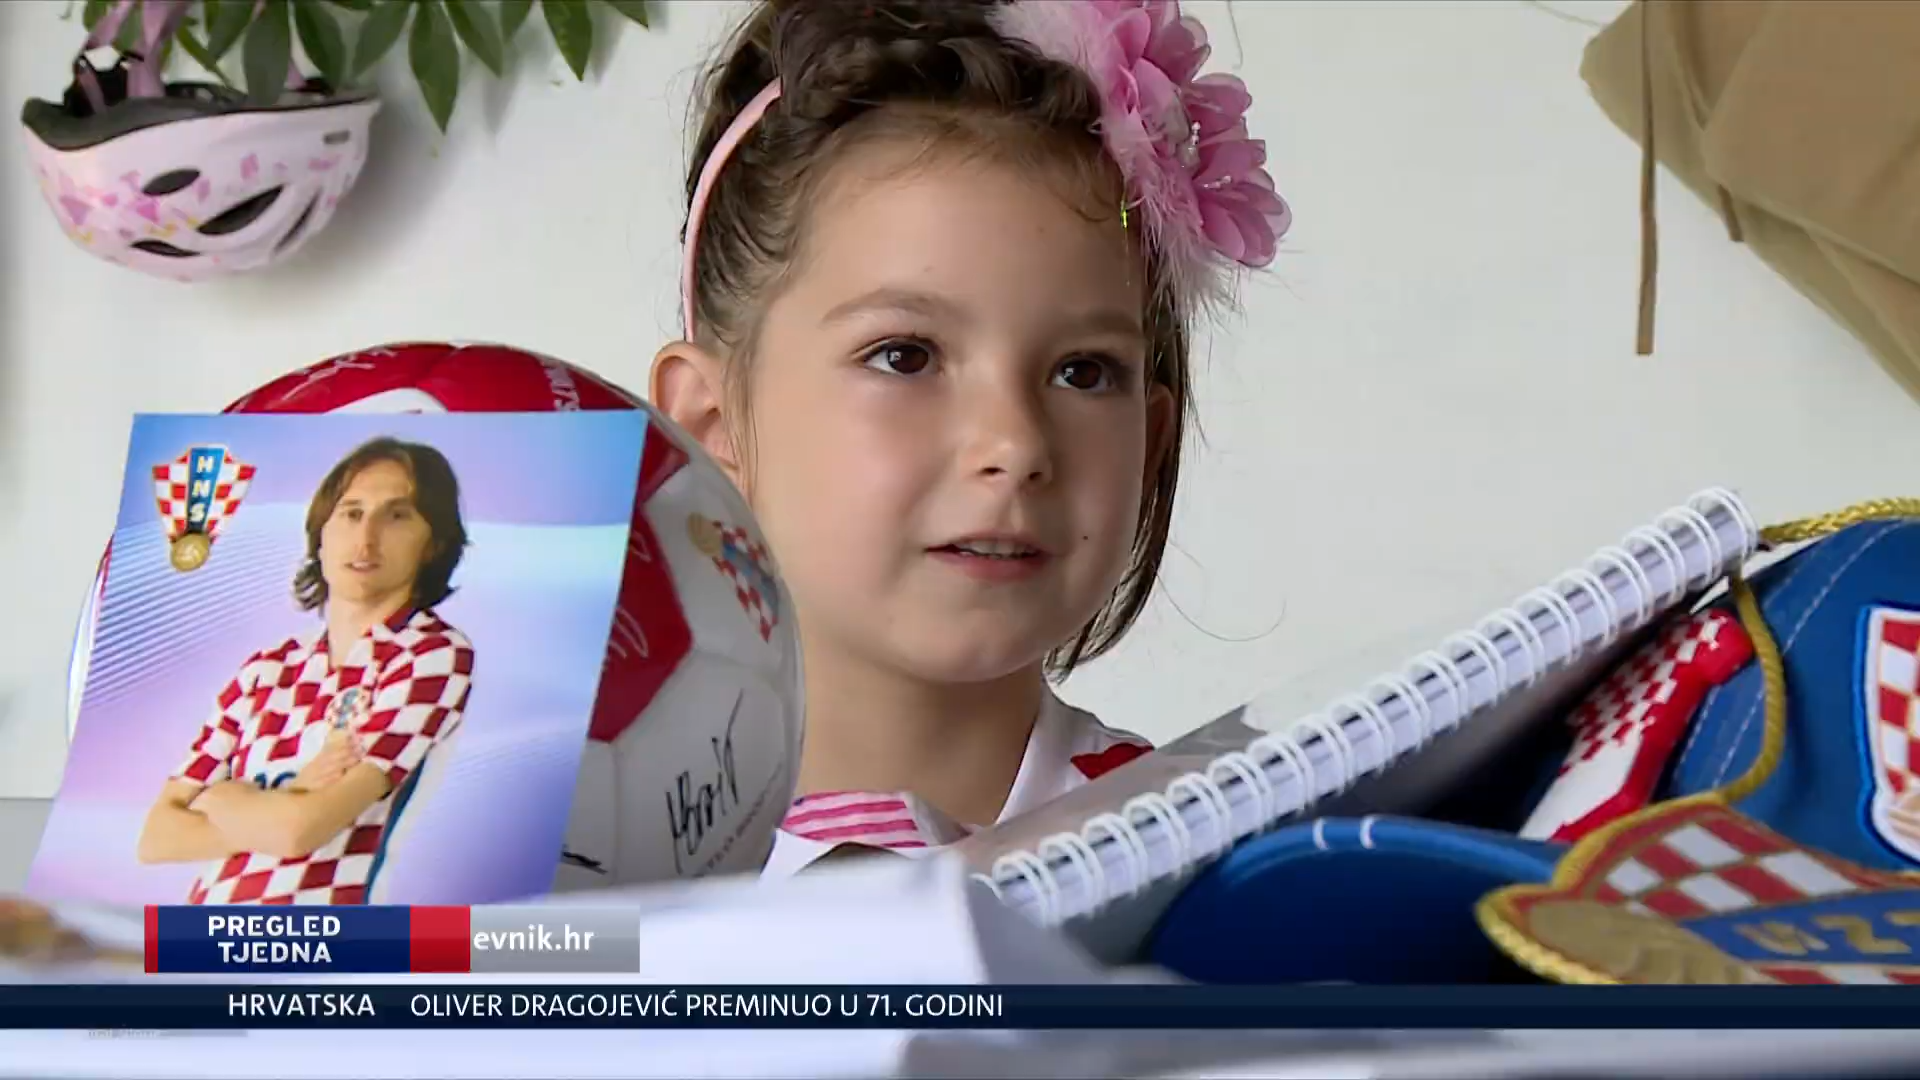 HNS
PREGLED
TJEDNA
evnik.hr
HRVATSKA OLIVER DRAGOJEVIĆ PREMINUO U 71. GODINI